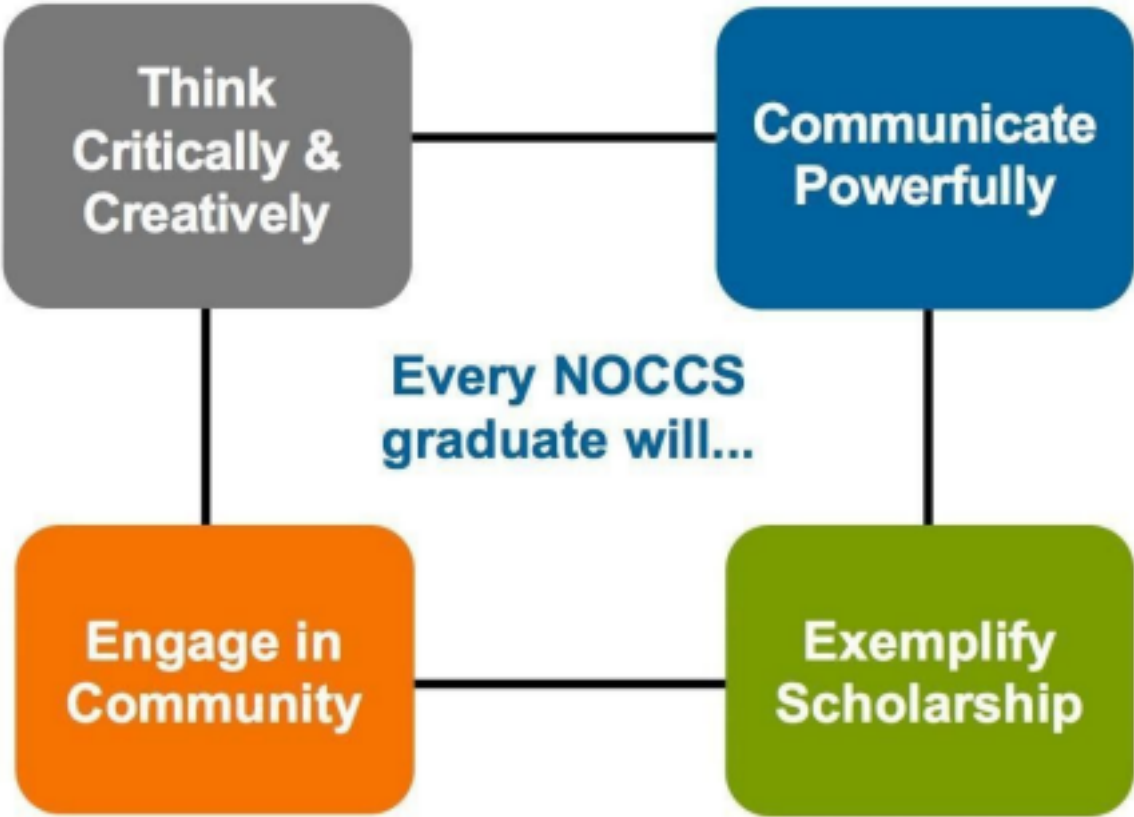 Think
Critically &
Creatively
Communicate
Powerfully
Every NOCCS
graduate will...
Engage in
Community
Exemplify
Scholarship